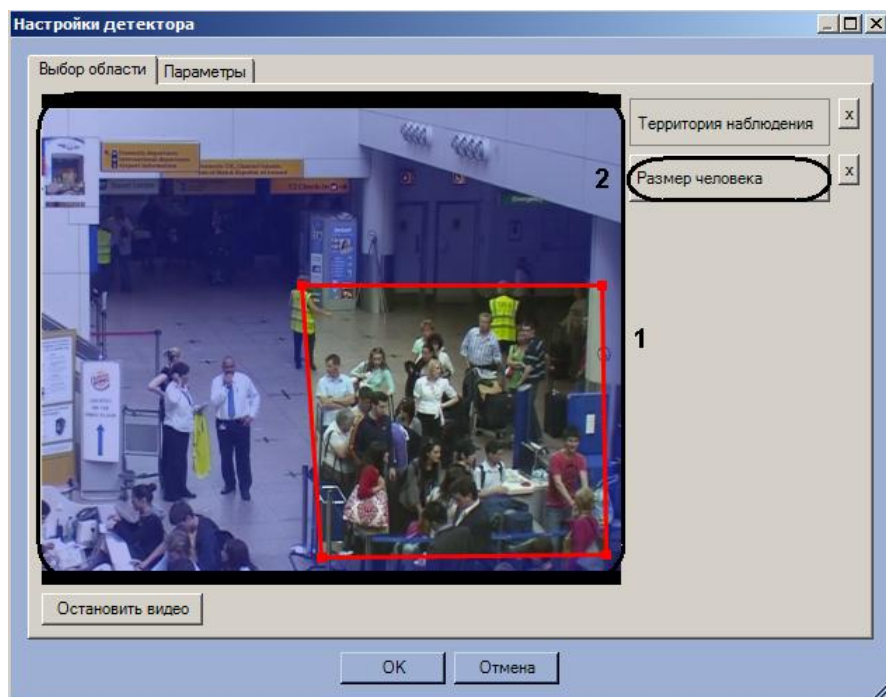 Настройки детектора
Выбор области
Параметры
Территория наблюдения
x
2
Размер человека
x
1
Остановить видео
OK
Отмена